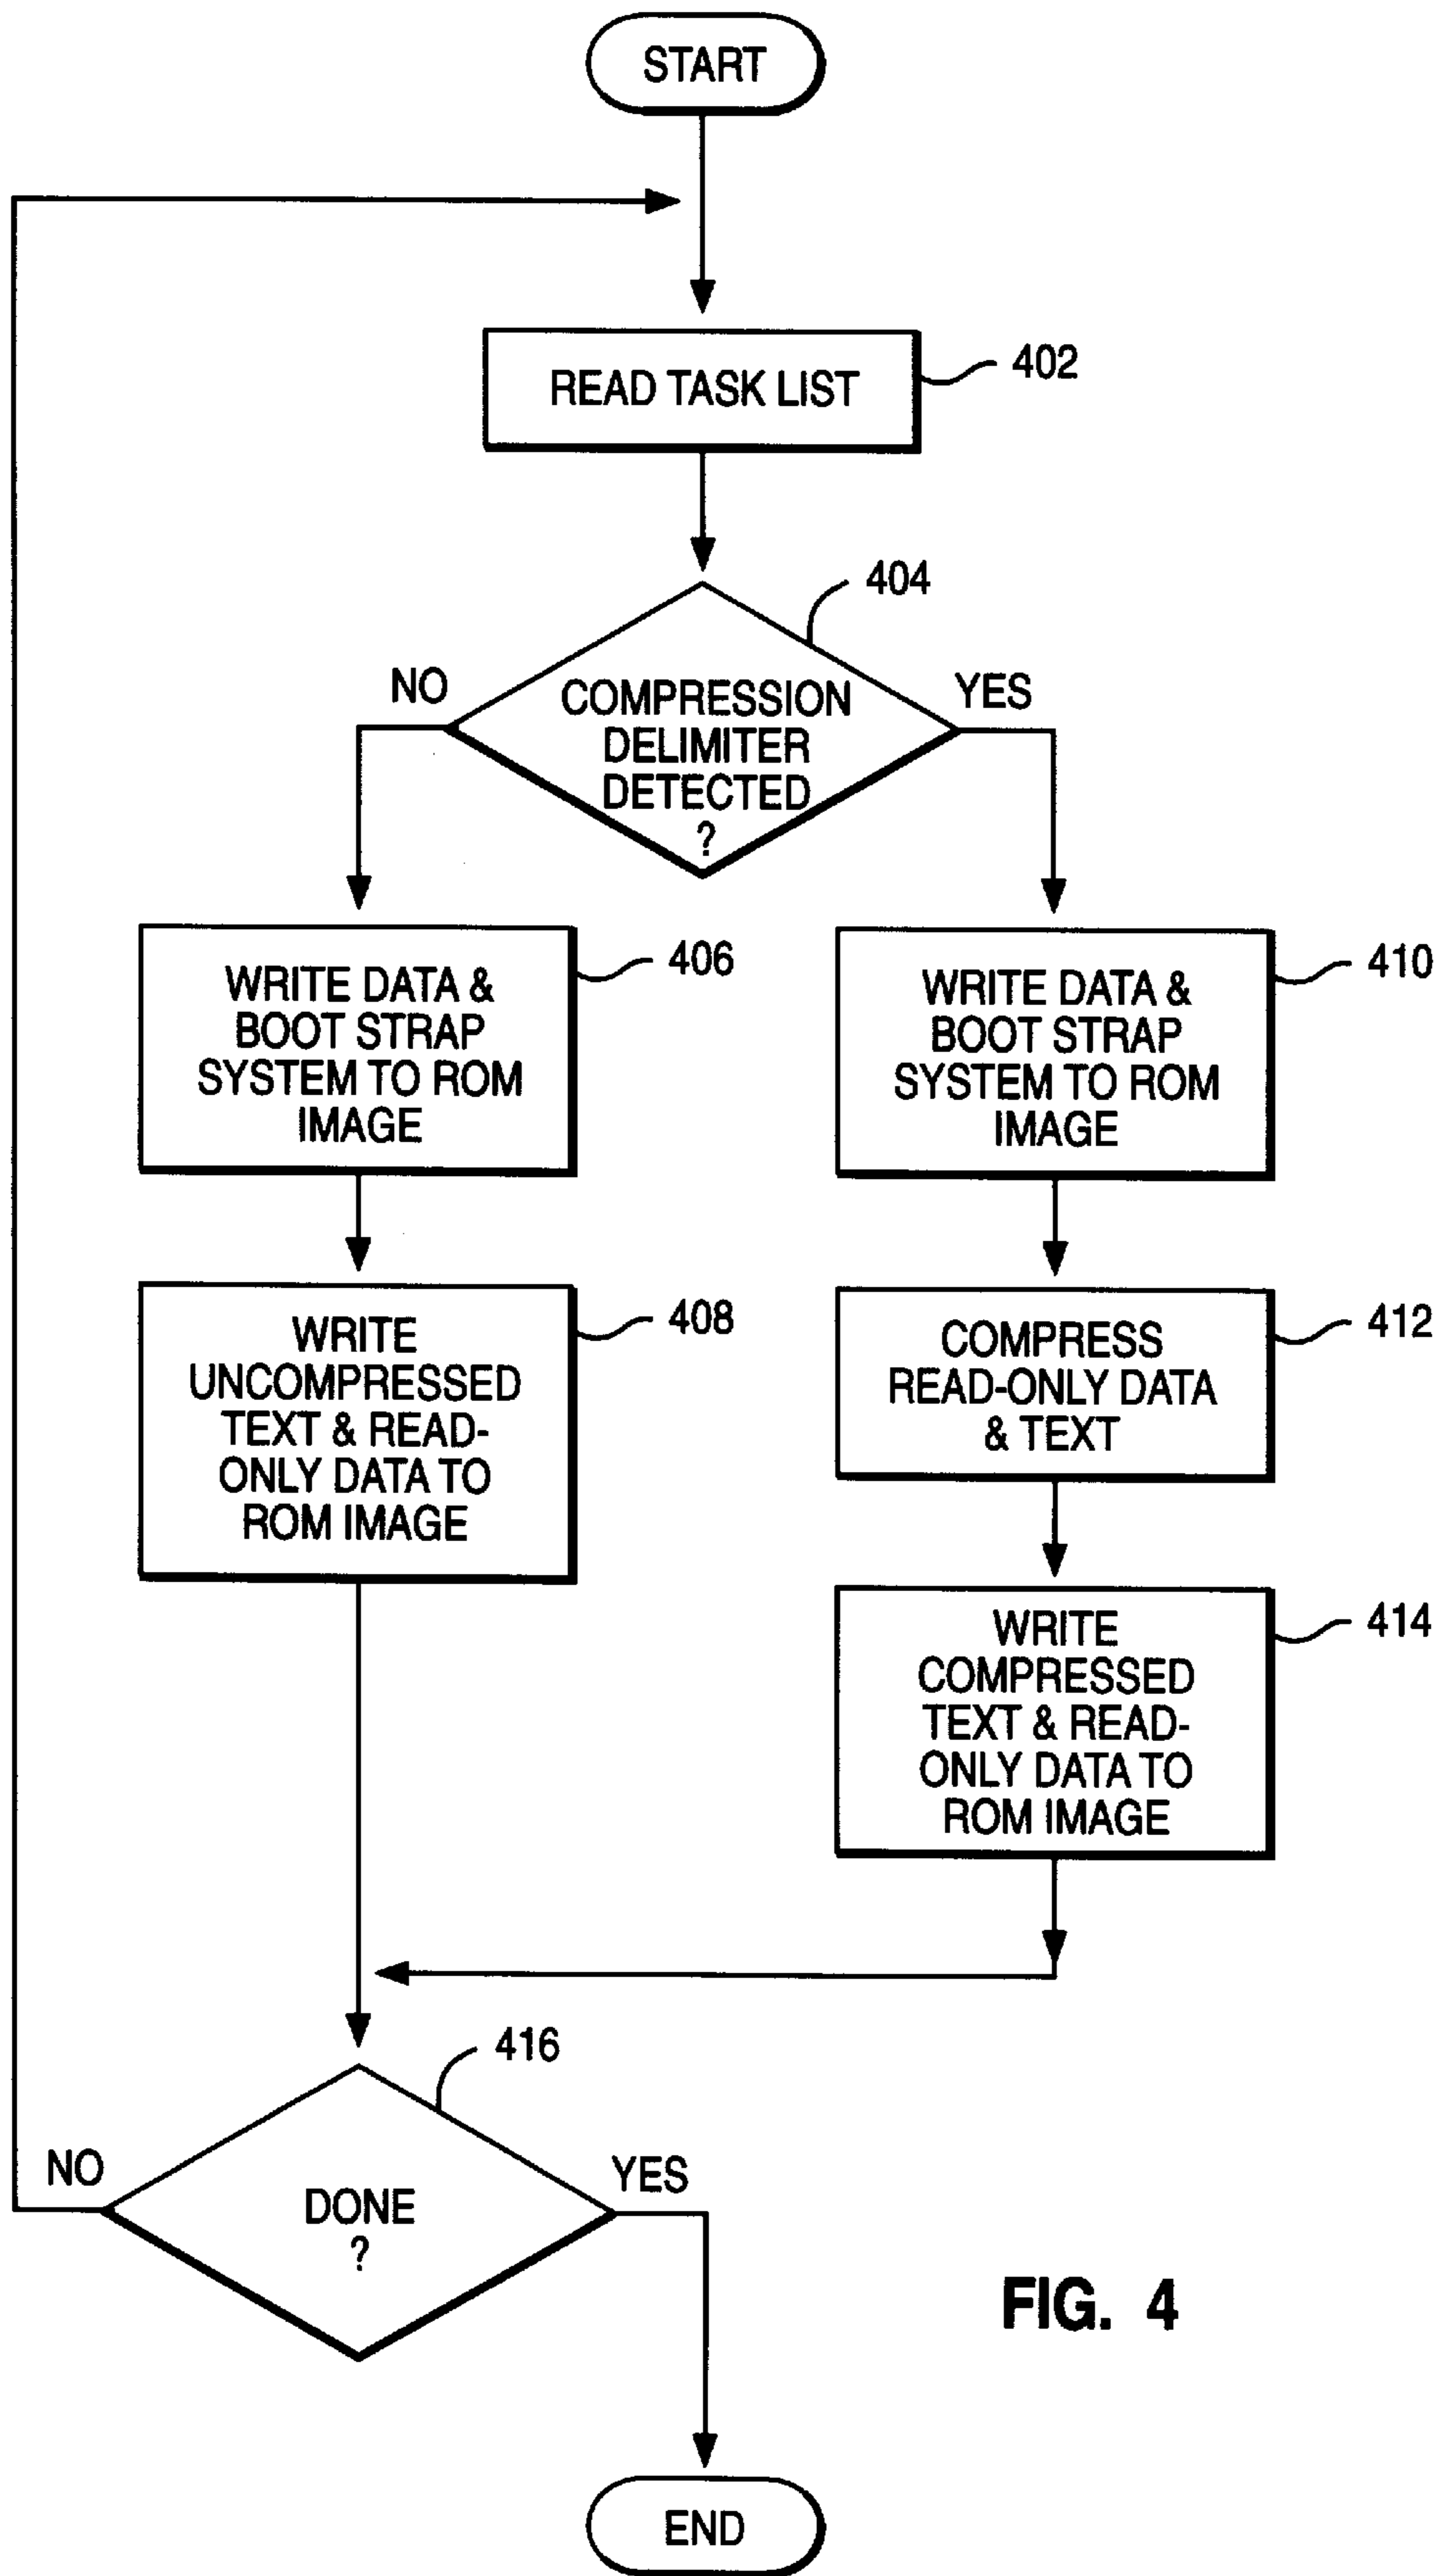 START
READ TASK LIST
402
404
NO
YES
COMPRESSION
DELIMITER
DETECTED
?
WRITE DATA &
BOOT STRAP
SYSTEM TO ROM
IMAGE
406
WRITE DATA &
BOOT STRAP
SYSTEM TO ROM
IMAGE
410
WRITE
UNCOMPRESSED
TEXT & READ-
ONLY DATA TO
ROM IMAGE
408
COMPRESS
READ-ONLY DATA
& TEXT
412
WRITE
COMPRESSED
TEXT & READ-
ONLY DATA TO
ROM IMAGE
414
416
NO
YES
DONE
?
FIG. 4
END